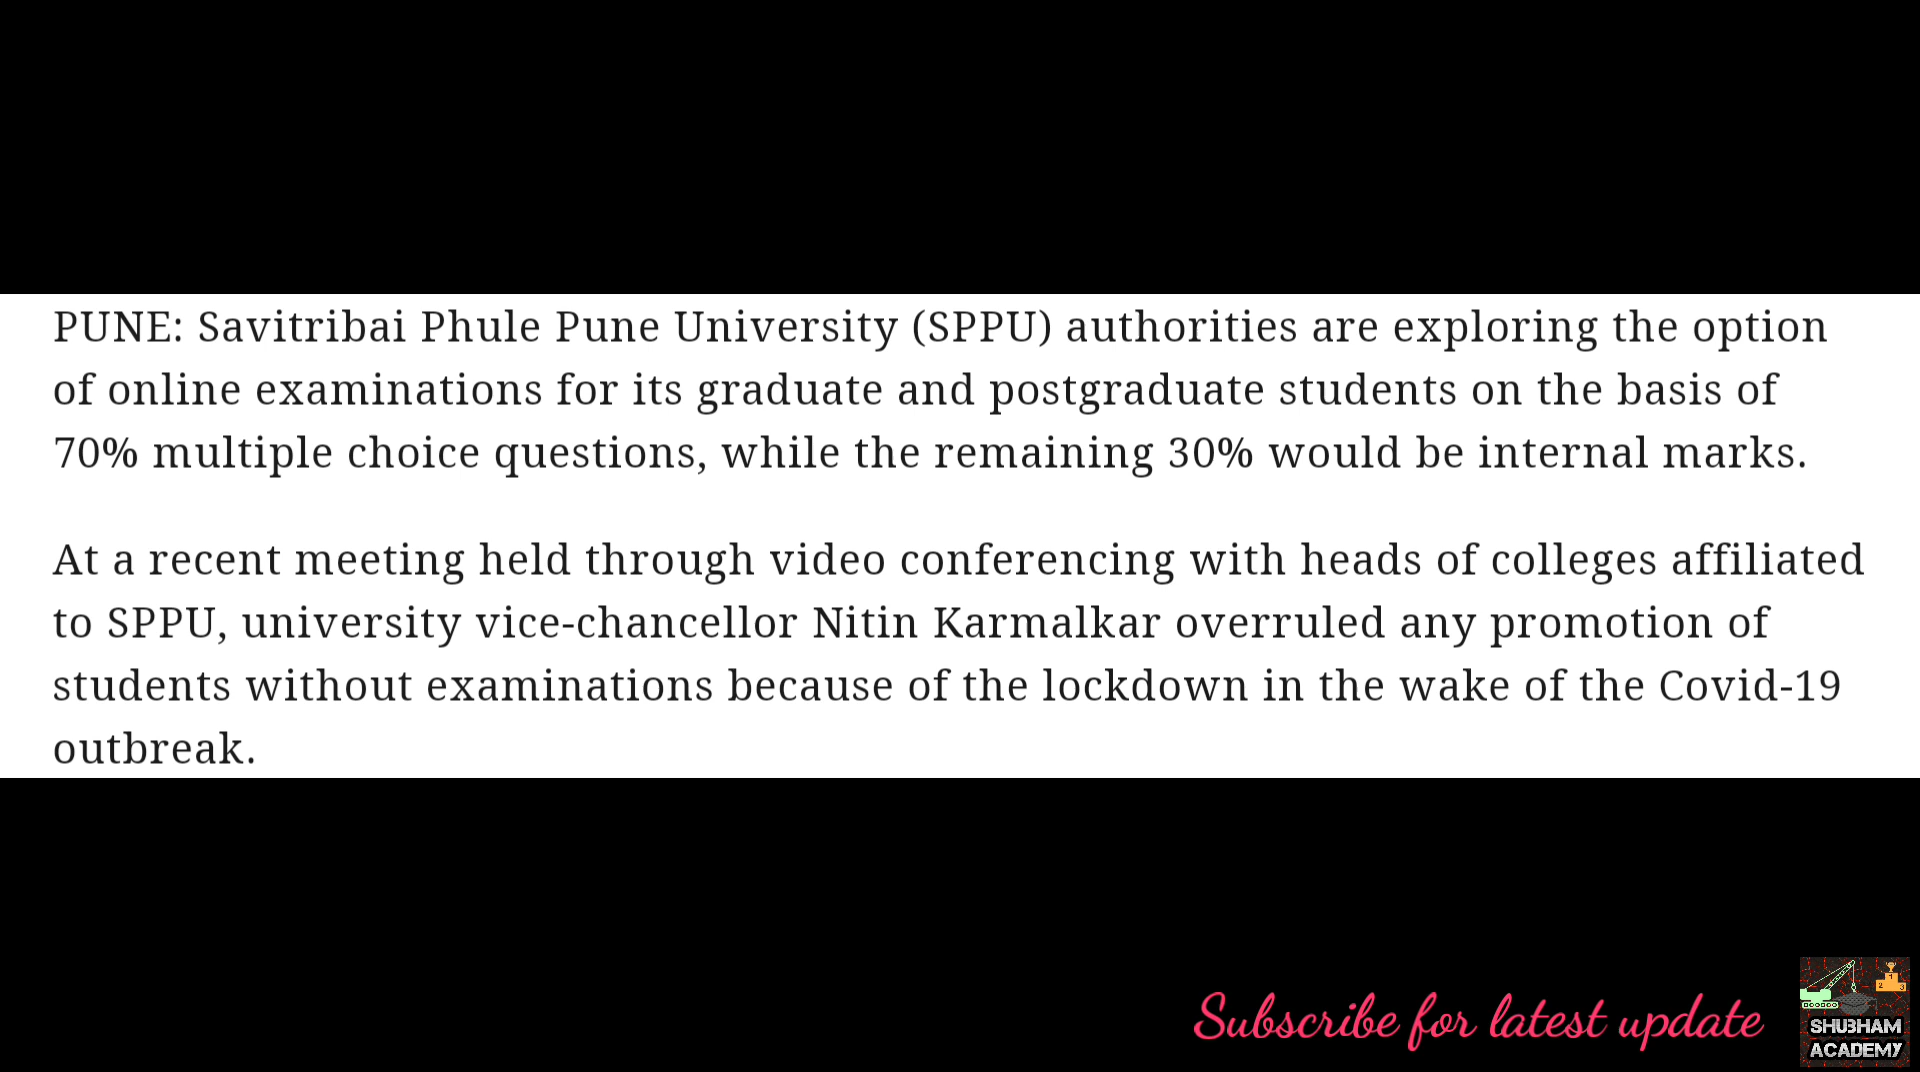 PUNE: Savitribai Phule Pune University (SPPU) authorities are exploring the option
of online examinations for its graduate and postgraduate students on the basis of
70% multiple choice questions, while the remaining 30% would be internal marks.
At a recent meeting held through video conferencing with heads of colleges affiliated
to SPPU, university vice-chancellor Nitin Karmalkar overruled any promotion of
students without examinations because of the lockdown in the wake of the Covid-19
outbreak.
Subscribe for latest update
1
2 3
SHUBHAM
ACADEMY